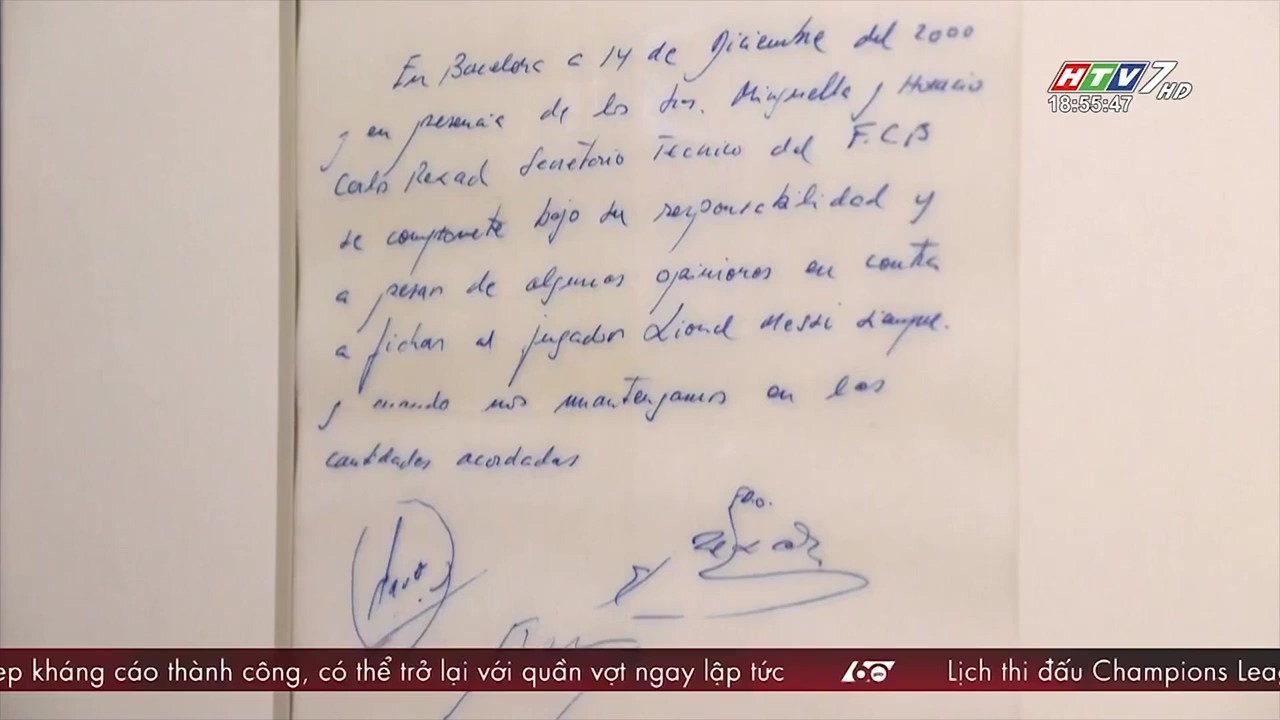 En Barcelona a 14 de Diciembre del 2000
y en presencia de los Srs. Minguella y Horacio
HTV7 HD
18:55:47
Carlos Rexach Secretario Tecnico del F.C.B
se compromete bajo su responsabilidad y
a pesar de algunas opiniones en contra
a fichar al jugador Lionel Messi siempre
y cuando nos mantengamos en las
cantidades acordadas
Fdo.
ep kháng cáo thành công, có thể trở lại với quần vợt ngay lập tức
60
Lịch thi đấu Champions Leag